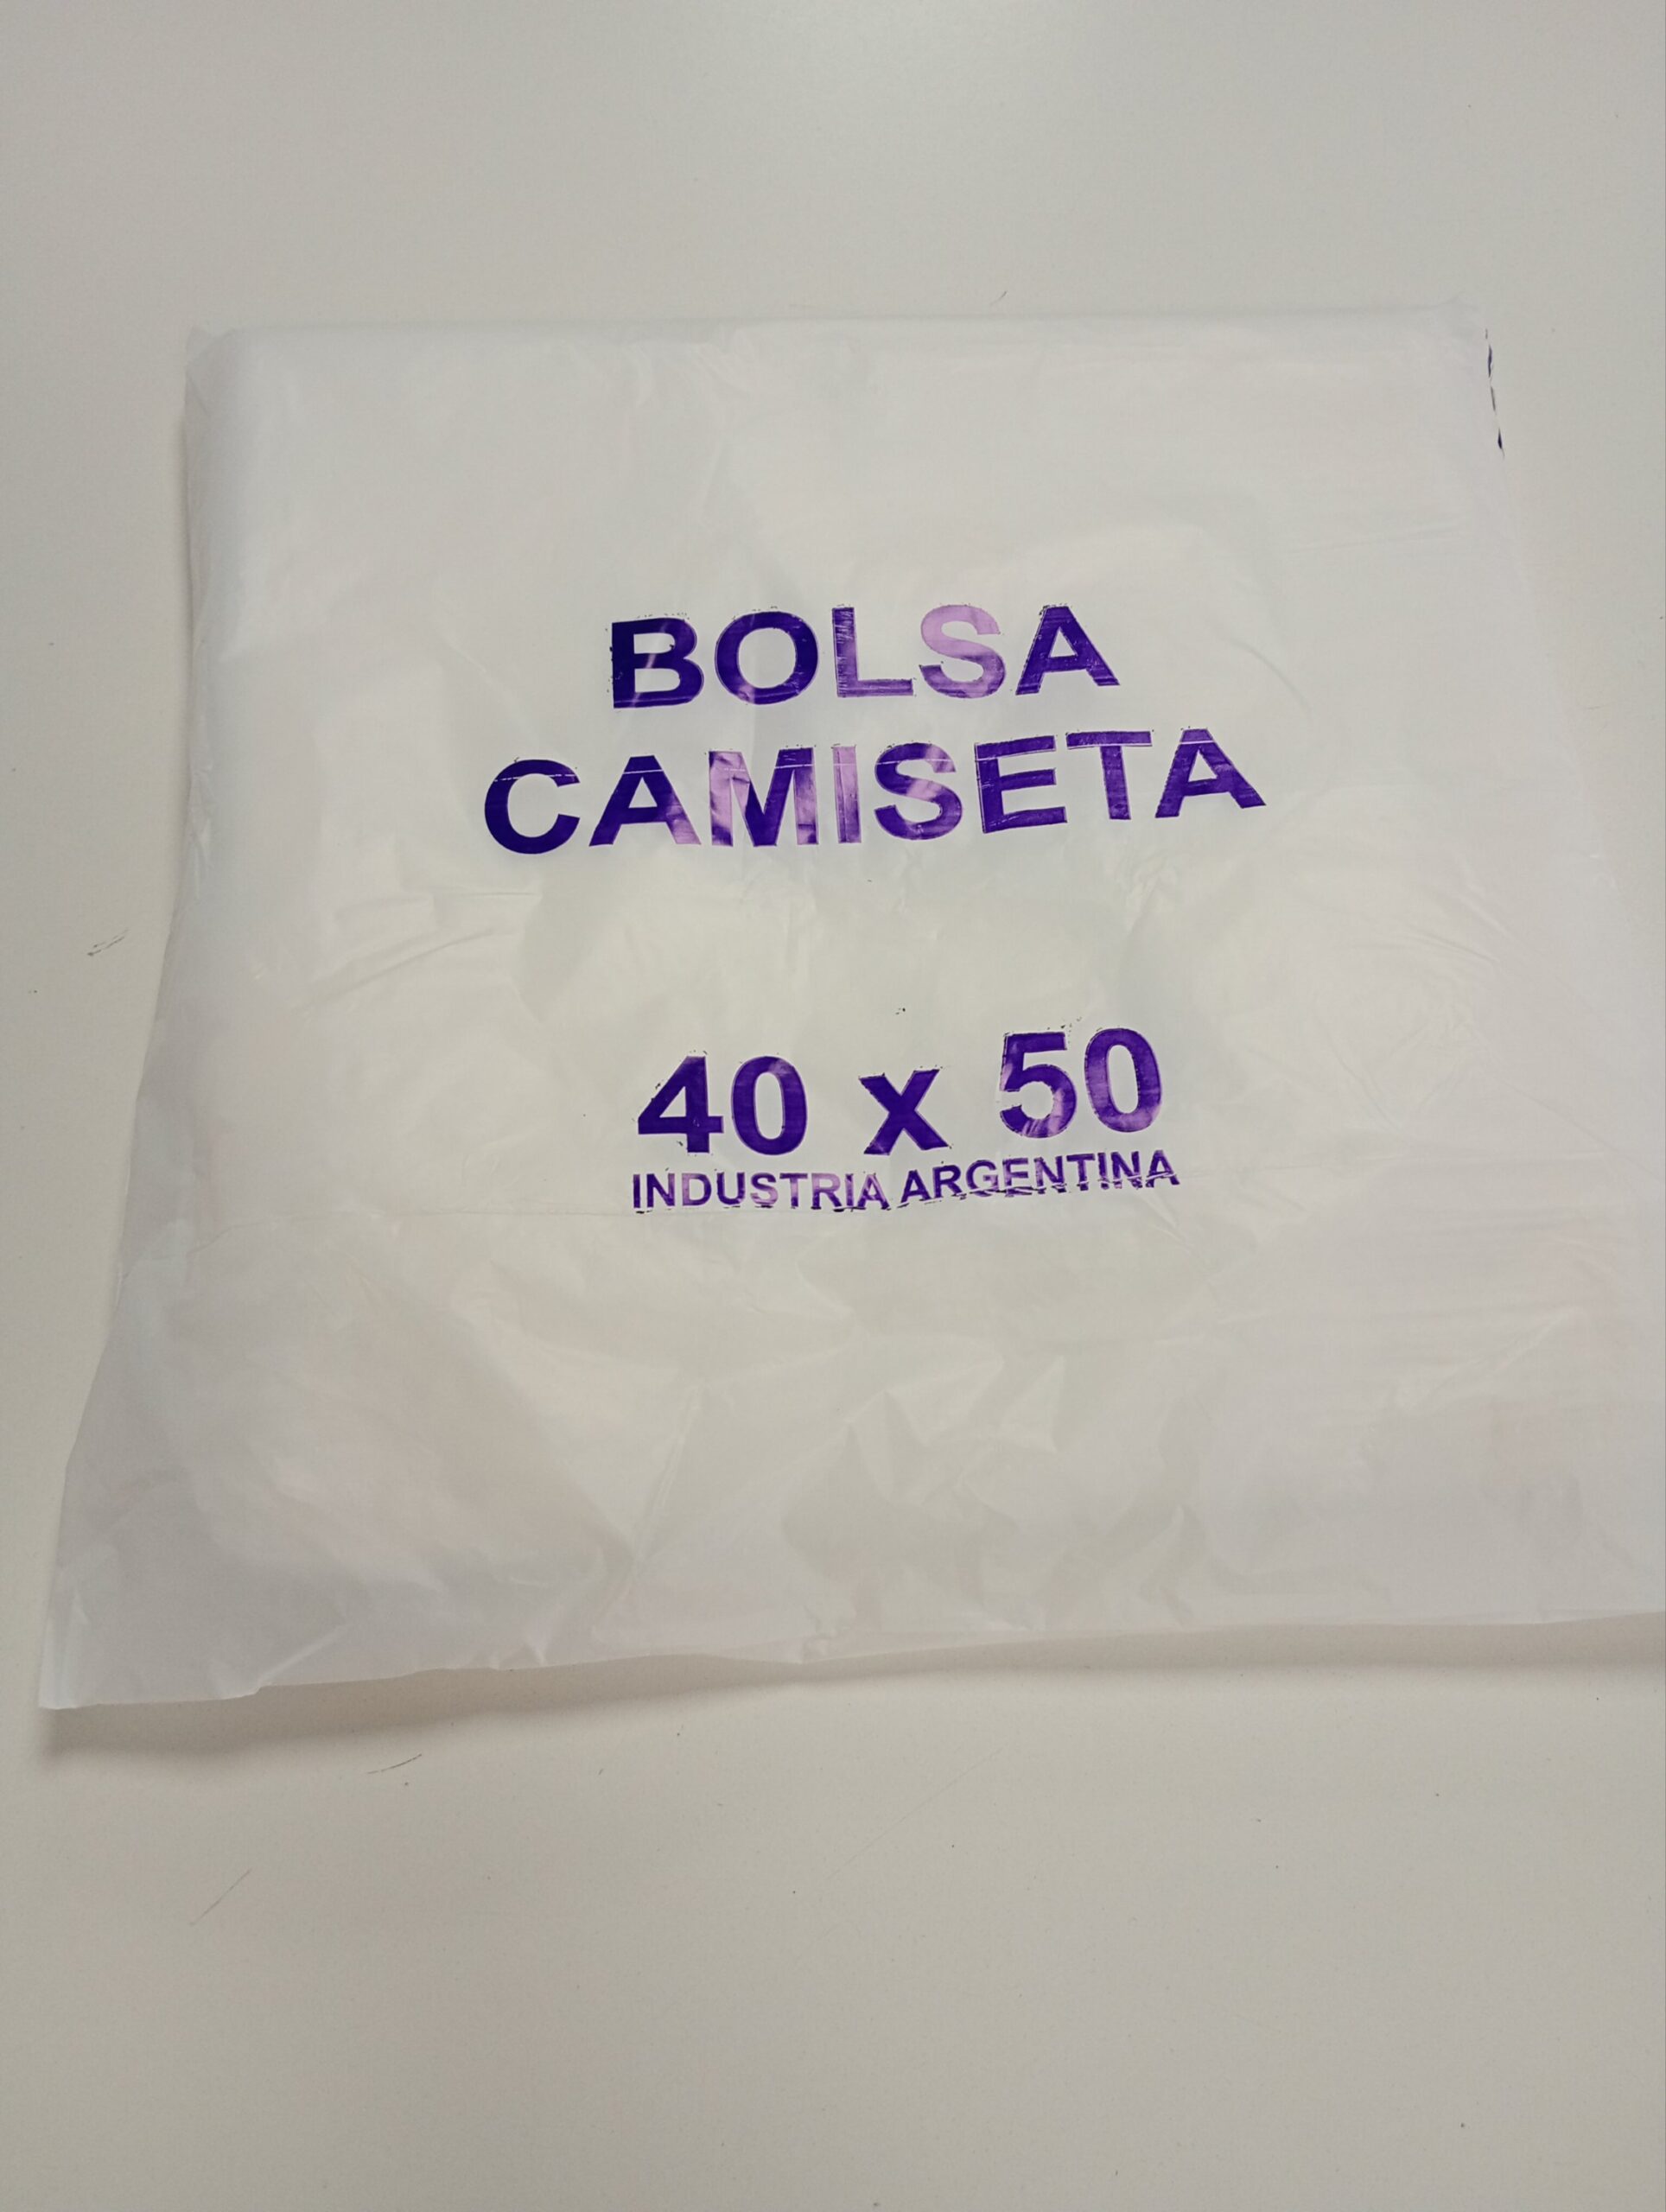 BOLSA
CAMISETA
40 x 50
INDUSTRIA ARGENTINA